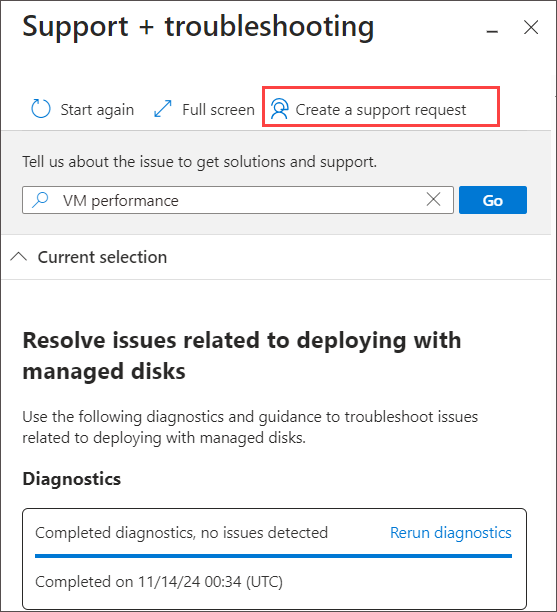 Support + troubleshooting
Start again
Full screen
Create a support request
Tell us about the issue to get solutions and support.
VM performance
Go
Current selection
Resolve issues related to deploying with
managed disks
Use the following diagnostics and guidance to troubleshoot issues
related to deploying with managed disks.
Diagnostics
Completed diagnostics, no issues detected
Rerun diagnostics
Completed on 11/14/24 00:34 (UTC)